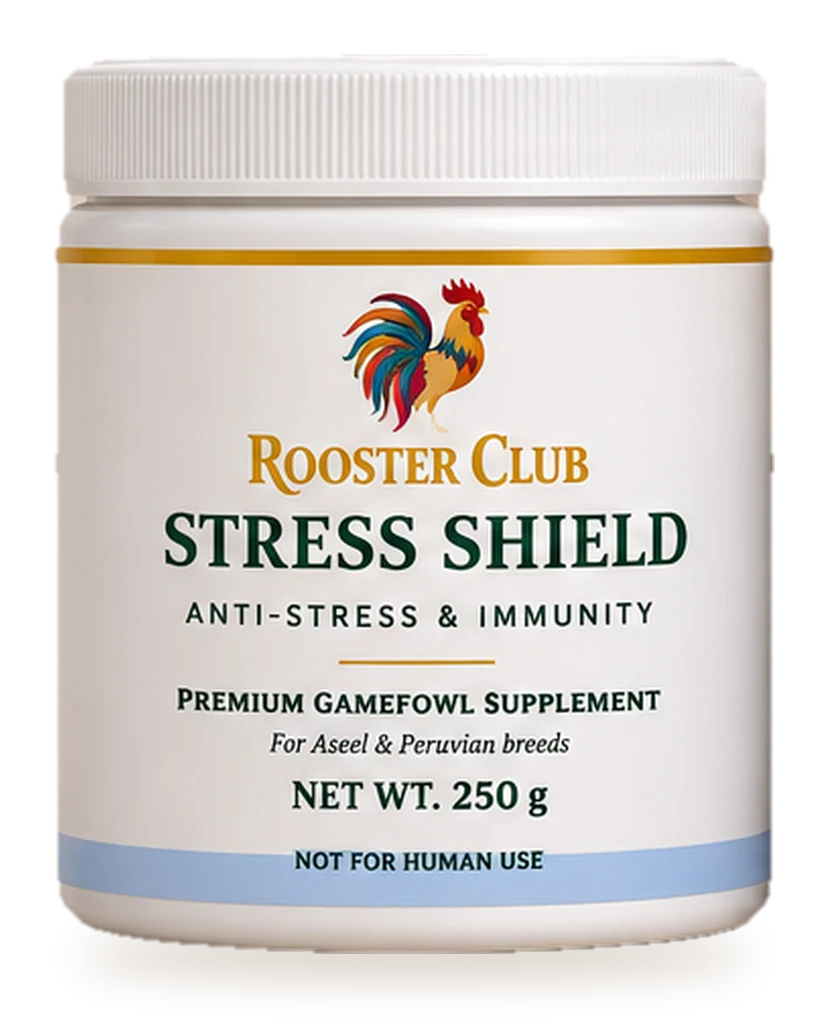 ROOSTER CLUB
STRESS SHIELD
ANTI-STRESS & IMMUNITY
PREMIUM GAMEFOWL SUPPLEMENT
For Aseel & Peruvian breeds
NET WT. 250 g
NOT FOR HUMAN USE